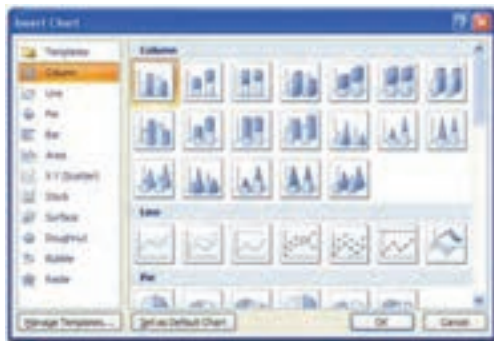 Insert Chart
Templates
Column
Line
Pie
Bar
Area
X Y (Scatter)
Stock
Surface
Doughnut
Bubble
Radar
Column
Line
Pie
Manage Templates...
Set as Default Chart
OK
Cancel